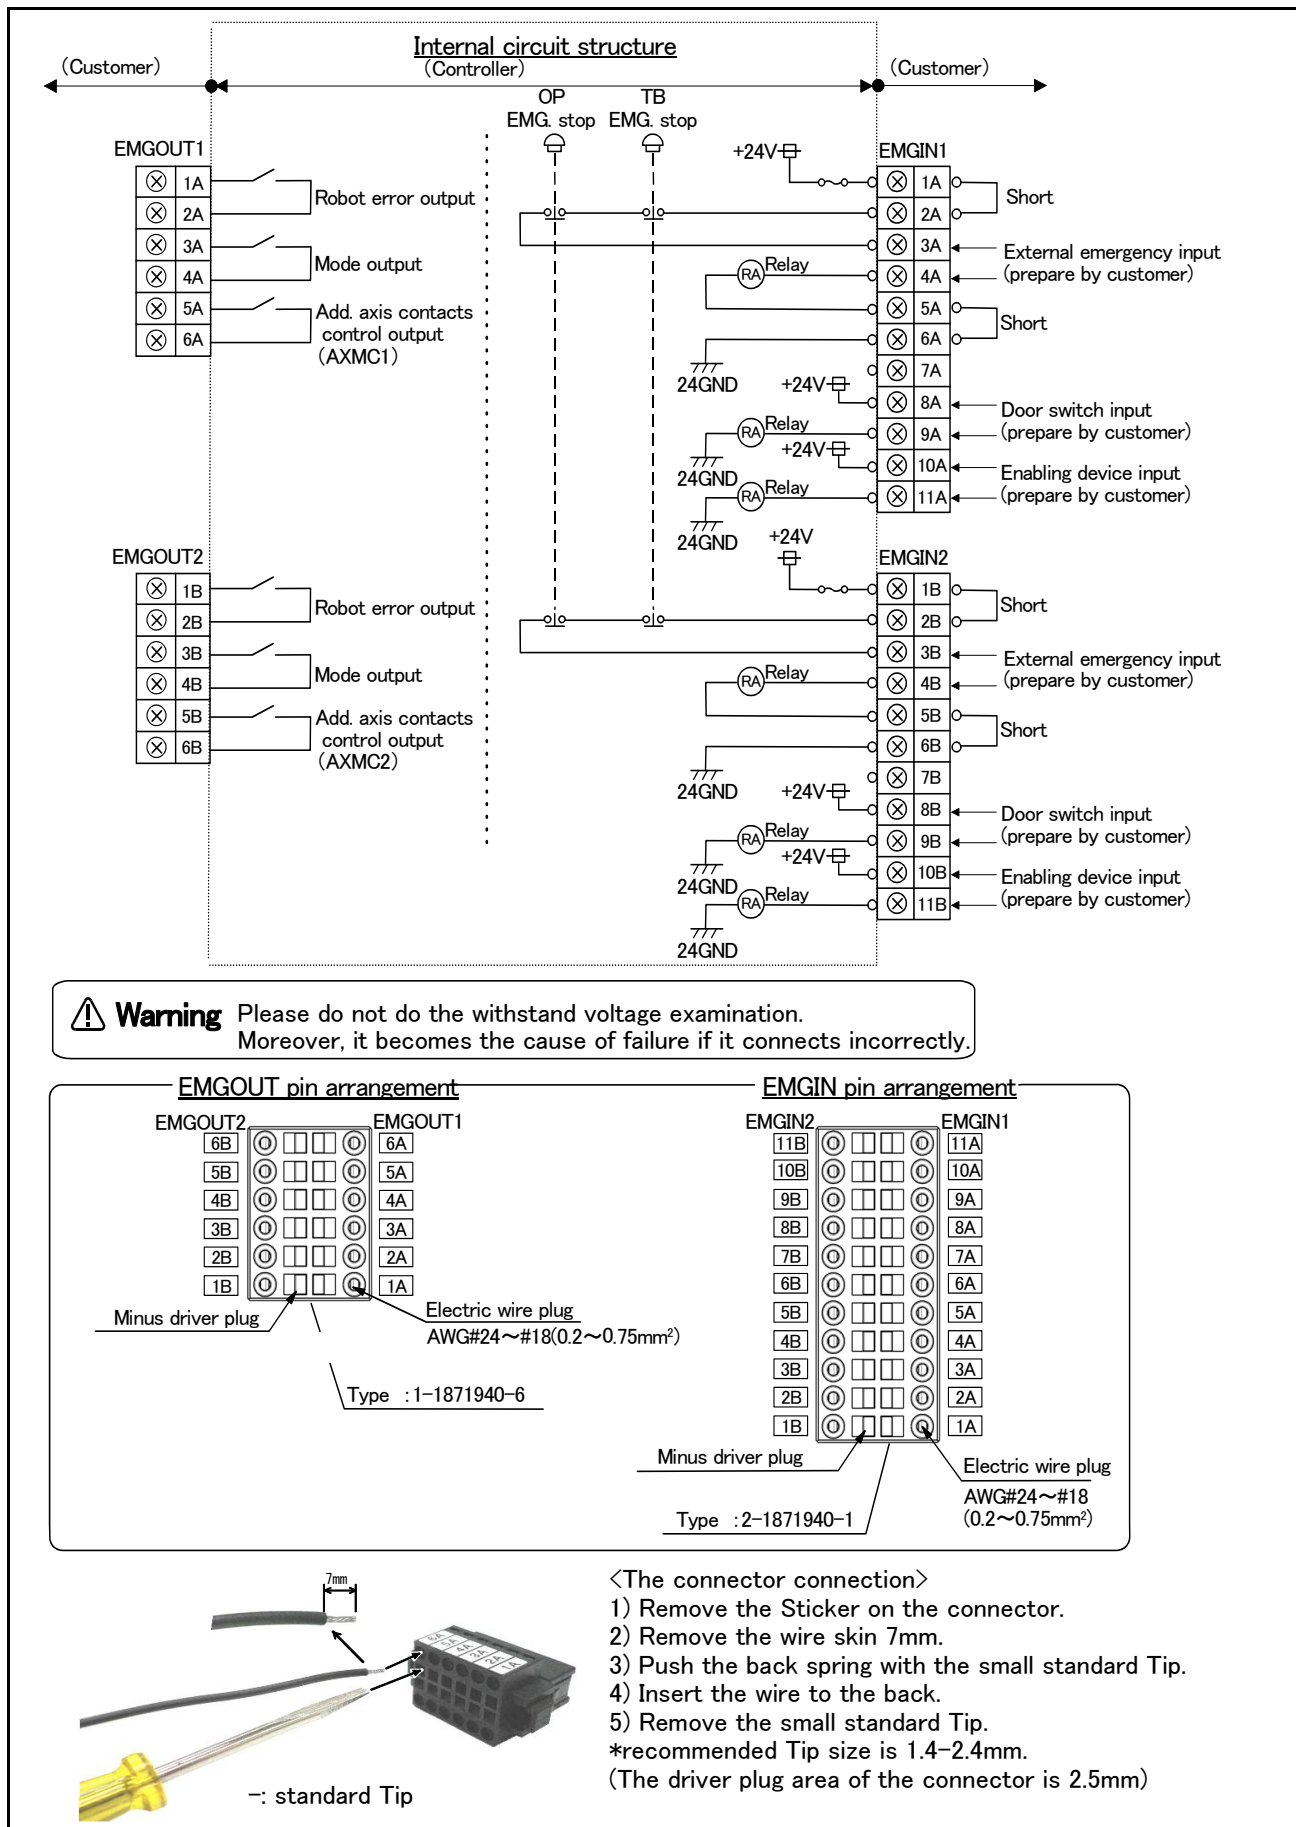 Internal circuit structure
(Customer)
(Controller)
(Customer)
OP
EMG. stop
TB
EMG. stop
EMGOUT1
1A
2A
3A
4A
5A
6A
Robot error output
Mode output
Add. axis contacts
control output
(AXMC1)
+24V
EMGIN1
1A
2A
3A
4A
5A
6A
7A
8A
9A
10A
11A
Short
External emergency input
(prepare by customer)
RA
Relay
Short
24GND
+24V
Door switch input
(prepare by customer)
RA
Relay
24GND
+24V
Enabling device input
(prepare by customer)
RA
Relay
24GND
EMGOUT2
1B
2B
3B
4B
5B
6B
Robot error output
Mode output
Add. axis contacts
control output
(AXMC2)
+24V
EMGIN2
1B
2B
3B
4B
5B
6B
7B
8B
9B
10B
11B
Short
External emergency input
(prepare by customer)
RA
Relay
Short
24GND
+24V
Door switch input
(prepare by customer)
RA
Relay
24GND
+24V
Enabling device input
(prepare by customer)
RA
Relay
24GND
Warning
Please do not do the withstand voltage examination.
Moreover, it becomes the cause of failure if it connects incorrectly.
EMGOUT pin arrangement
EMGOUT2
EMGOUT1
6B
6A
5B
5A
4B
4A
3B
3A
2B
2A
1B
1A
Minus driver plug
Electric wire plug
AWG#24～#18(0.2～0.75mm²)
Type :1-1871940-6
EMGIN pin arrangement
EMGIN2
EMGIN1
11B
11A
10B
10A
9B
9A
8B
8A
7B
7A
6B
6A
5B
5A
4B
4A
3B
3A
2B
2A
1B
1A
Minus driver plug
Electric wire plug
AWG#24～#18
(0.2～0.75mm²)
Type :2-1871940-1
7mm
6A
5A
4A
3A
2A
1A
-: standard Tip
<The connector connection>
1) Remove the Sticker on the connector.
2) Remove the wire skin 7mm.
3) Push the back spring with the small standard Tip.
4) Insert the wire to the back.
5) Remove the small standard Tip.
*recommended Tip size is 1.4-2.4mm.
(The driver plug area of the connector is 2.5mm)